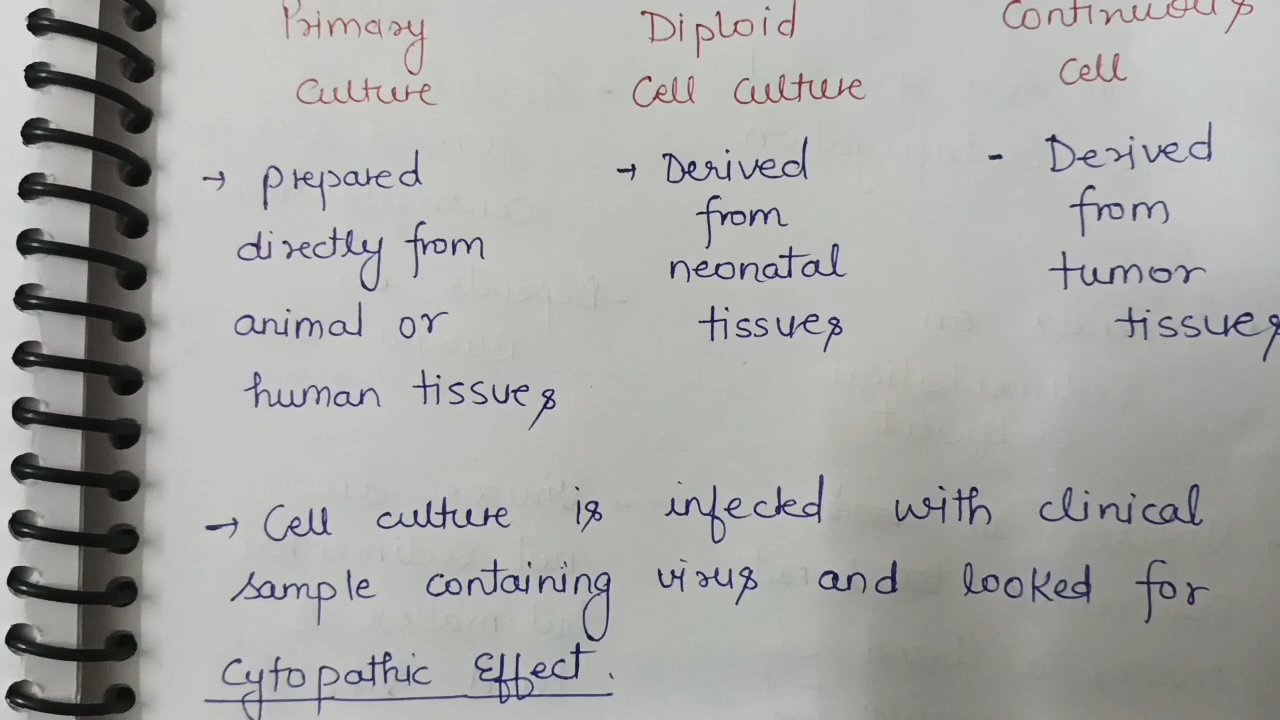 Primary
Culture
→ prepared
directly from
animal or
human tissues
Diploid
Cell culture
→ Derived
from
neonatal
tissues
Continuous
Cell
- Derived
from
tumor
tissues
→ Cell culture is infected with clinical
sample containing virus and looked for
Cytopathic Effect.